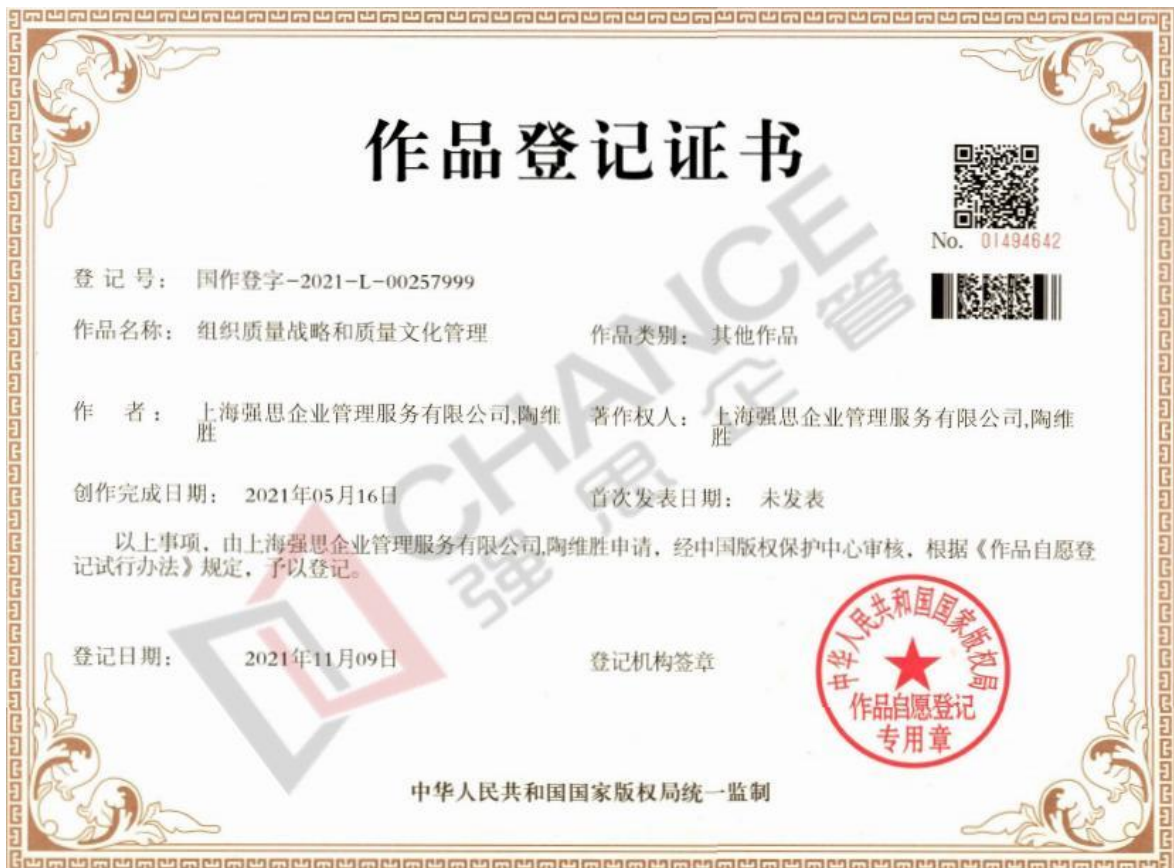 作品登记证书
No. 01494642
登 记 号： 国作登字-2021-L-00257999
作品名称： 组织质量战略和质量文化管理 作品类别： 其他作品
作 者： 上海强思企业管理服务有限公司,陶维胜 著作权人： 上海强思企业管理服务有限公司,陶维胜
创作完成日期： 2021年05月16日 首次发表日期： 未发表
以上事项，由上海强思企业管理服务有限公司,陶维胜申请，经中国版权保护中心审核，根据《作品自愿登
记试行办法》规定，予以登记。
登记日期： 2021年11月09日 登记机构签章
中华人民共和国国家版权局
作品自愿登记
专用章
中华人民共和国国家版权局统一监制
CHANCE
强思企管